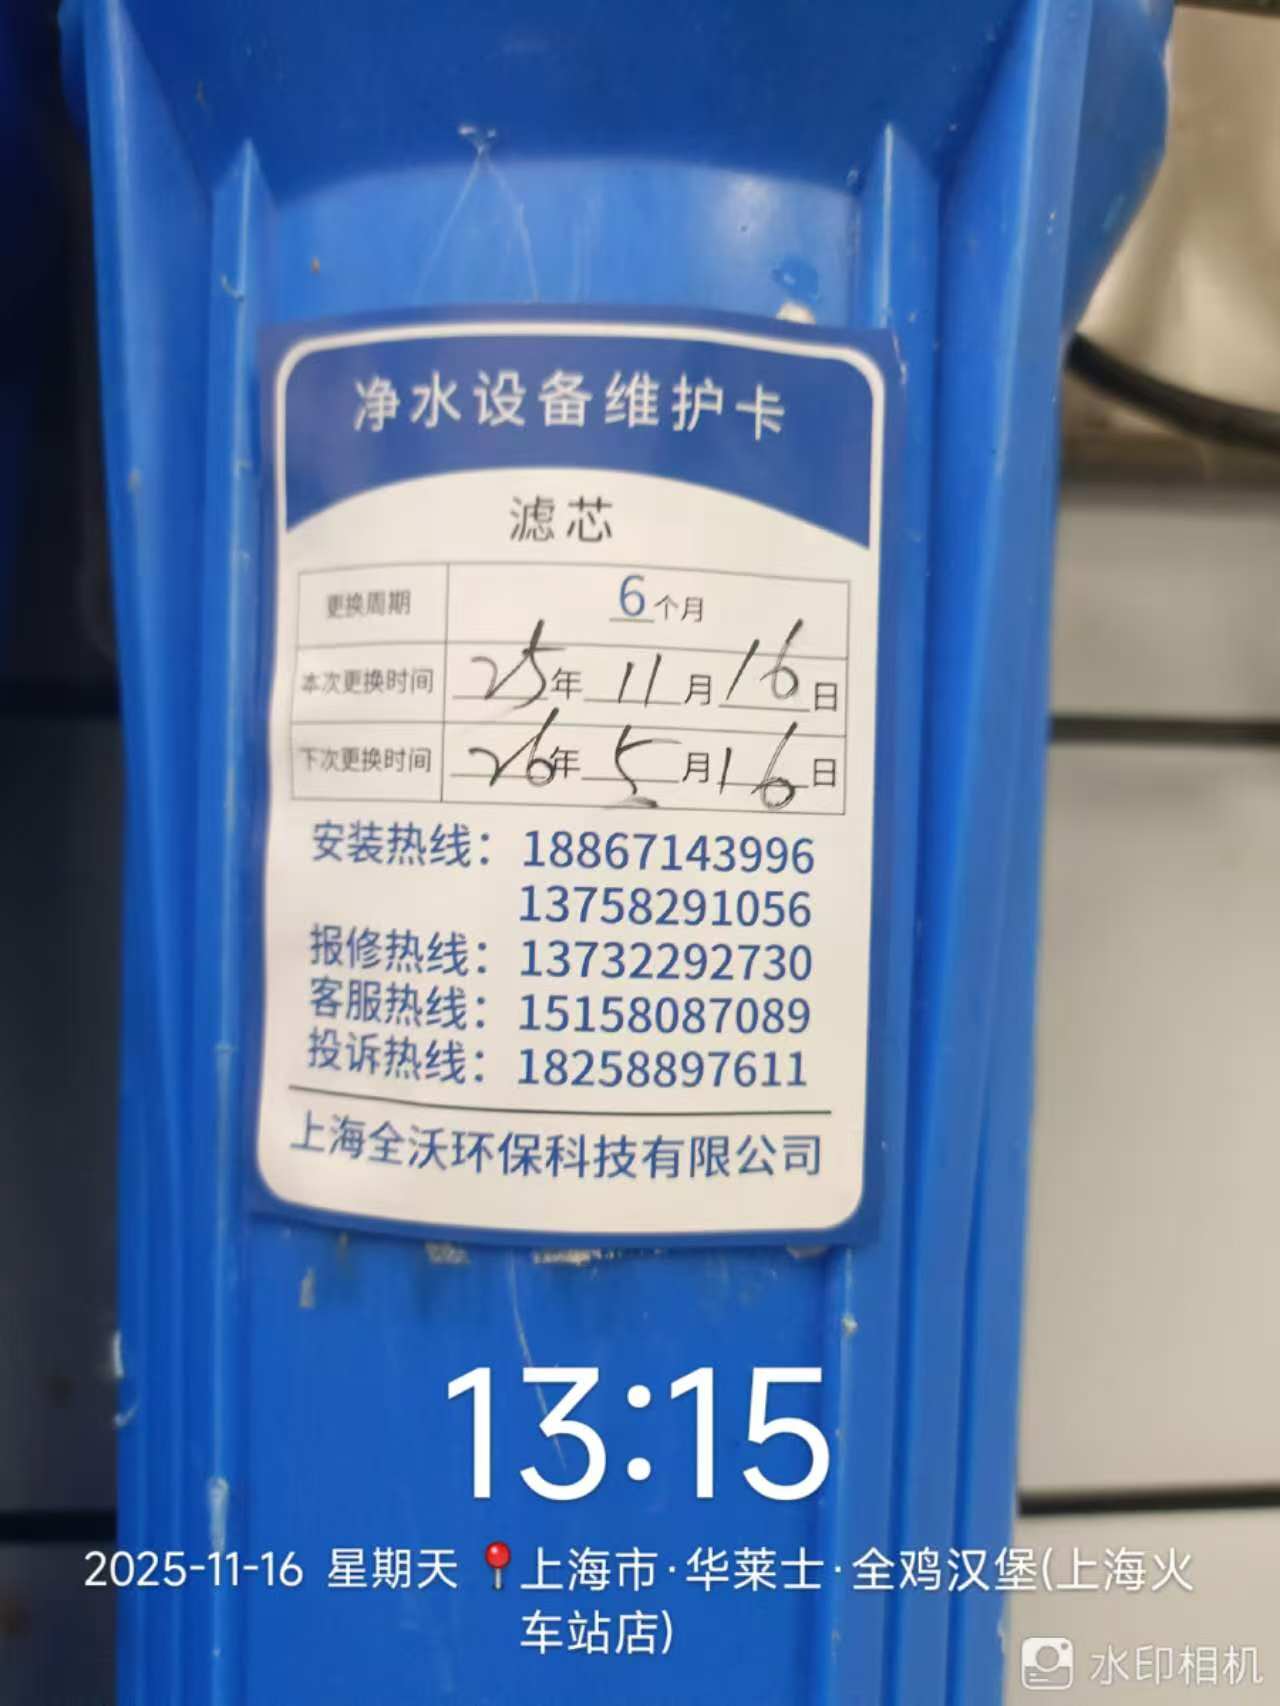 净水设备维护卡
滤芯
更换周期 6个月
本次更换时间 25年11月16日
下次更换时间 26年5月16日
安装热线：18867143996
13758291056
报修热线：13732292730
客服热线：15158087089
投诉热线：18258897611
上海全沃环保科技有限公司
13:15
2025-11-16 星期天 📍上海市·华莱士·全鸡汉堡(上海火
车站店)
水印相机